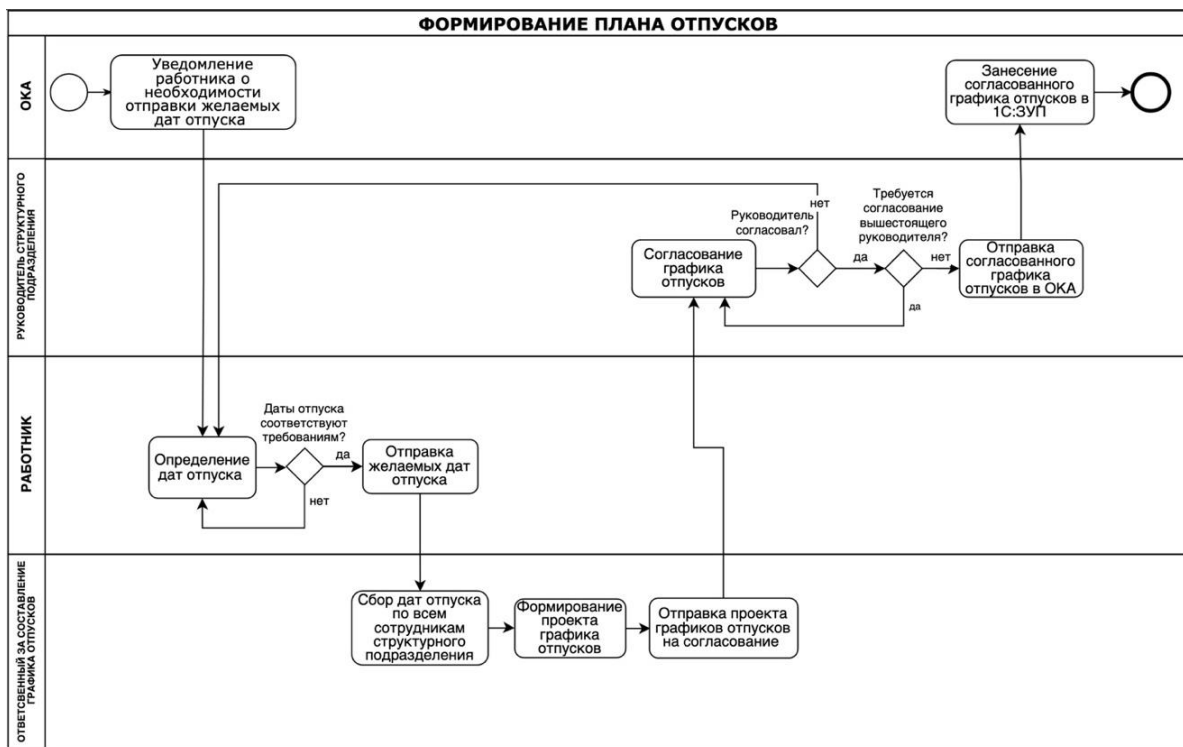 ФОРМИРОВАНИЕ ПЛАНА ОТПУСКОВ
ОКА
Уведомление
работника о
необходимости
отправки желаемых
дат отпуска
Занесение
согласованного
графика отпусков в
1С:ЗУП
РУКОВОДИТЕЛЬ СТРУКТУРНОГО
ПОДРАЗДЕЛЕНИЯ
Согласование
графика
отпусков
Руководитель
согласовал?
нет
да
Требуется
согласование
вышестоящего
руководителя?
нет
да
Отправка
согласованного
графика
отпусков в ОКА
РАБОТНИК
Определение
дат отпуска
Даты отпуска
соответствуют
требованиям?
да
нет
Отправка
желаемых дат
отпуска
ОТВЕТСВЕННЫЙ ЗА СОСТАВЛЕНИЕ
ГРАФИКА ОТПУСКОВ
Сбор дат отпуска
по всем
сотрудникам
структурного
подразделения
Формирование
проекта
графика
отпусков
Отправка проекта
графиков отпусков
на согласование